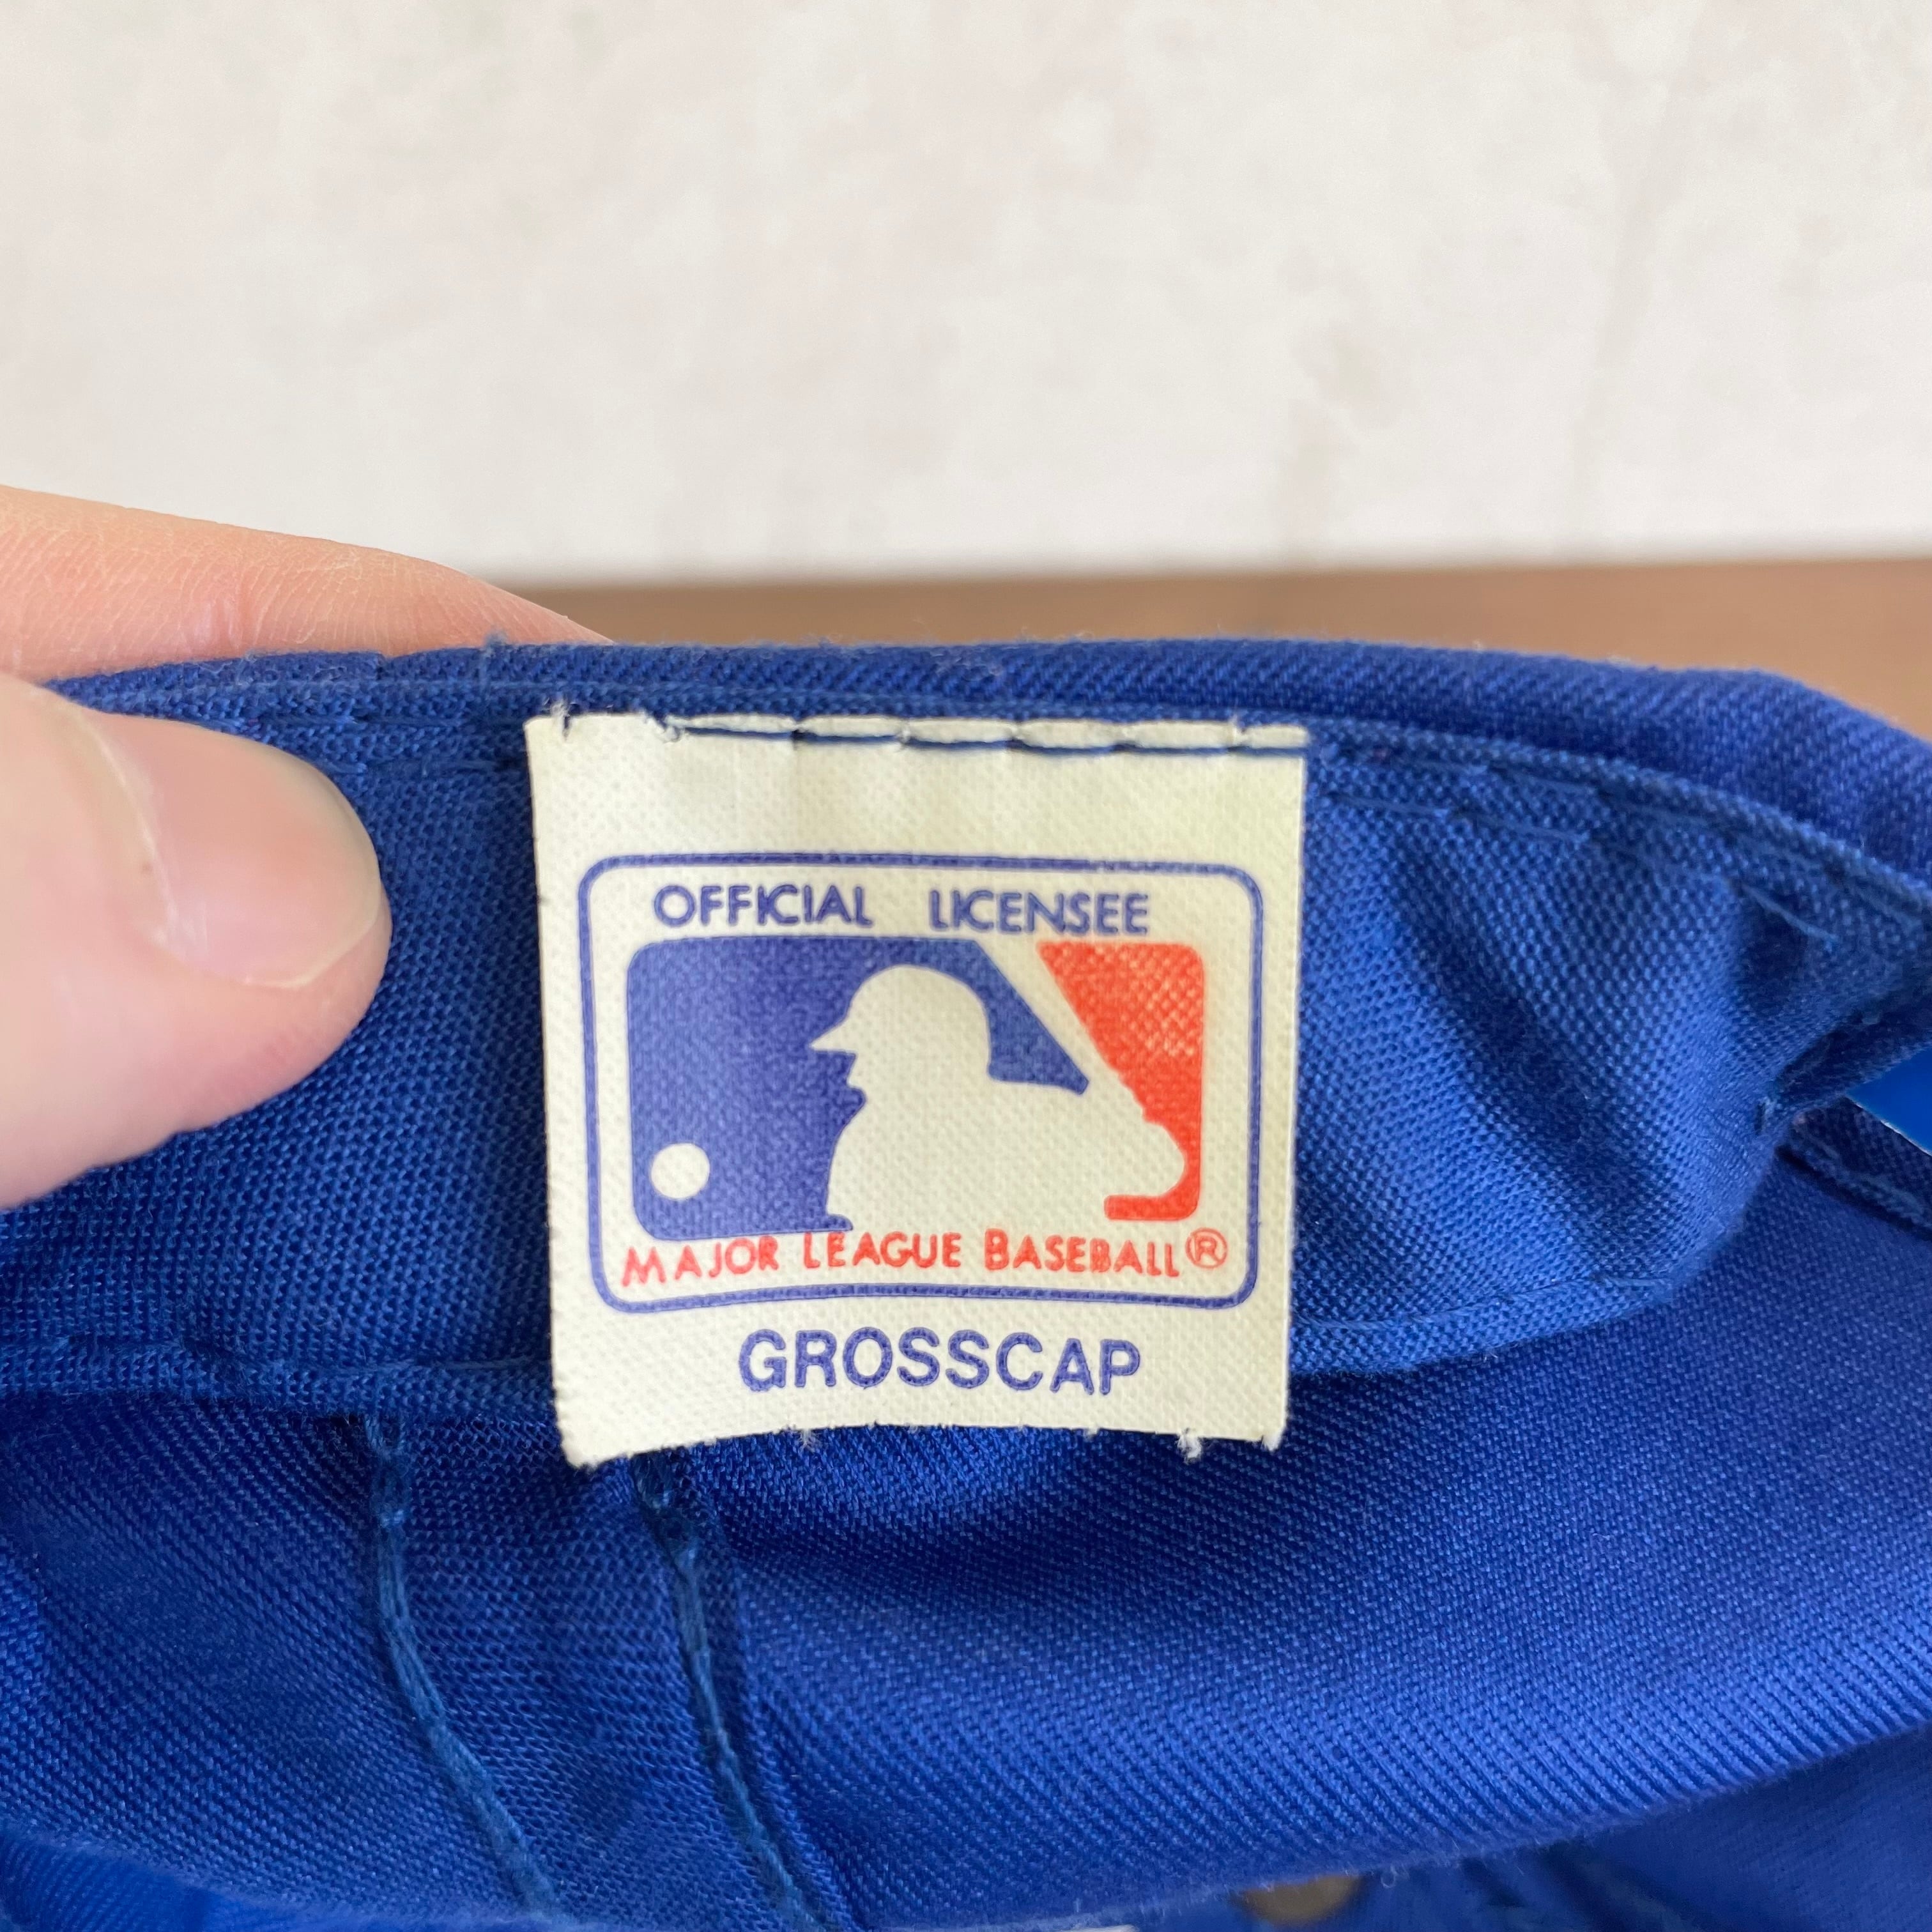 OFFICIAL LICENSEE
MAJOR LEAGUE BASEBALL®
GROSSCAP